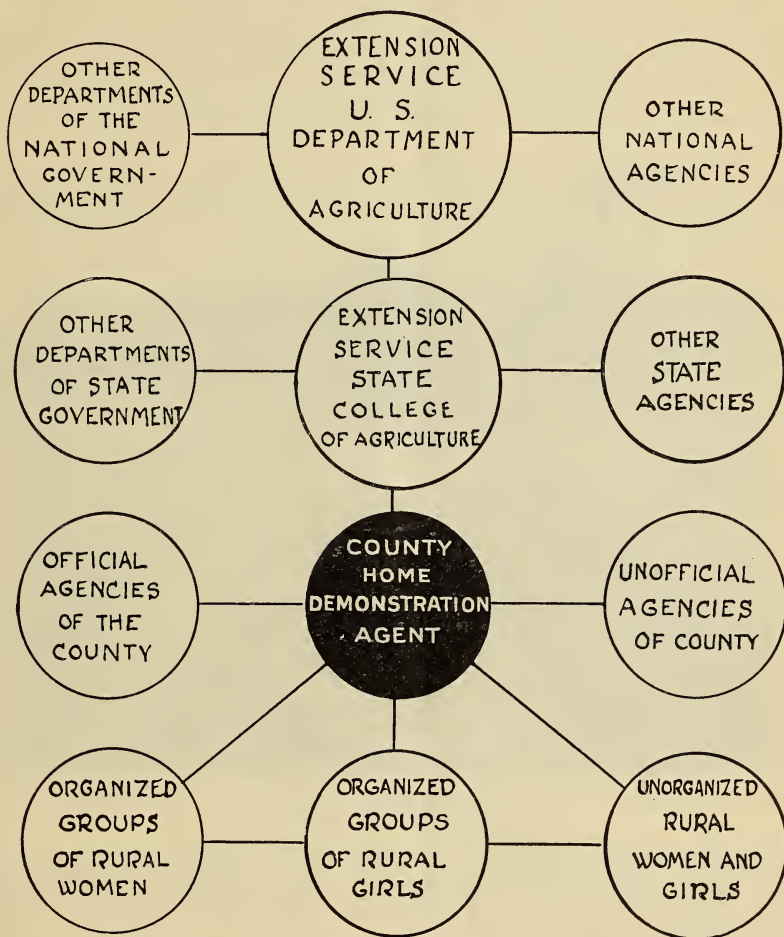 OTHER
DEPARTMENTS
OF THE
NATIONAL
GOVERN-
MENT
EXTENSION
SERVICE
U. S.
DEPARTMENT
OF
AGRICULTURE
OTHER
NATIONAL
AGENCIES
OTHER
DEPARTMENTS
OF STATE
GOVERNMENT
EXTENSION
SERVICE
STATE
COLLEGE
OF AGRICULTURE
OTHER
STATE
AGENCIES
OFFICIAL
AGENCIES
OF THE
COUNTY
COUNTY
HOME
DEMONSTRATION
AGENT
UNOFFICIAL
AGENCIES
OF COUNTY
ORGANIZED
GROUPS
OF RURAL
WOMEN
ORGANIZED
GROUPS
OF RURAL
GIRLS
UNORGANIZED
RURAL
WOMEN AND
GIRLS